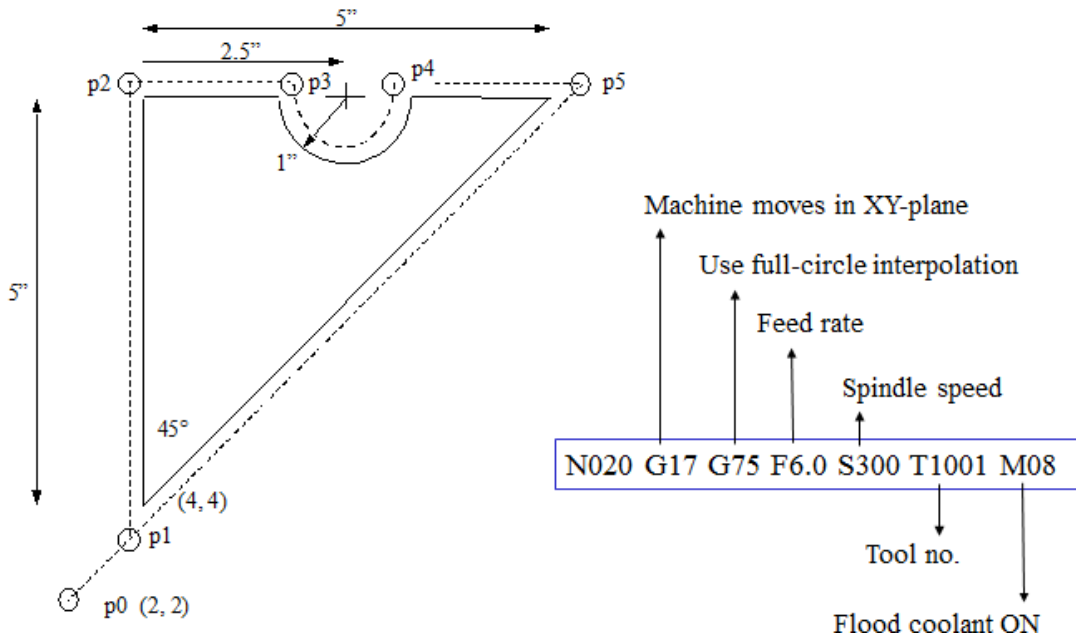 5”
2.5”
p2
p3
p4
p5
1”
5”
45°
(4, 4)
p1
p0 (2, 2)
Machine moves in XY-plane
Use full-circle interpolation
Feed rate
Spindle speed
N020 G17 G75 F6.0 S300 T1001 M08
Tool no.
Flood coolant ON